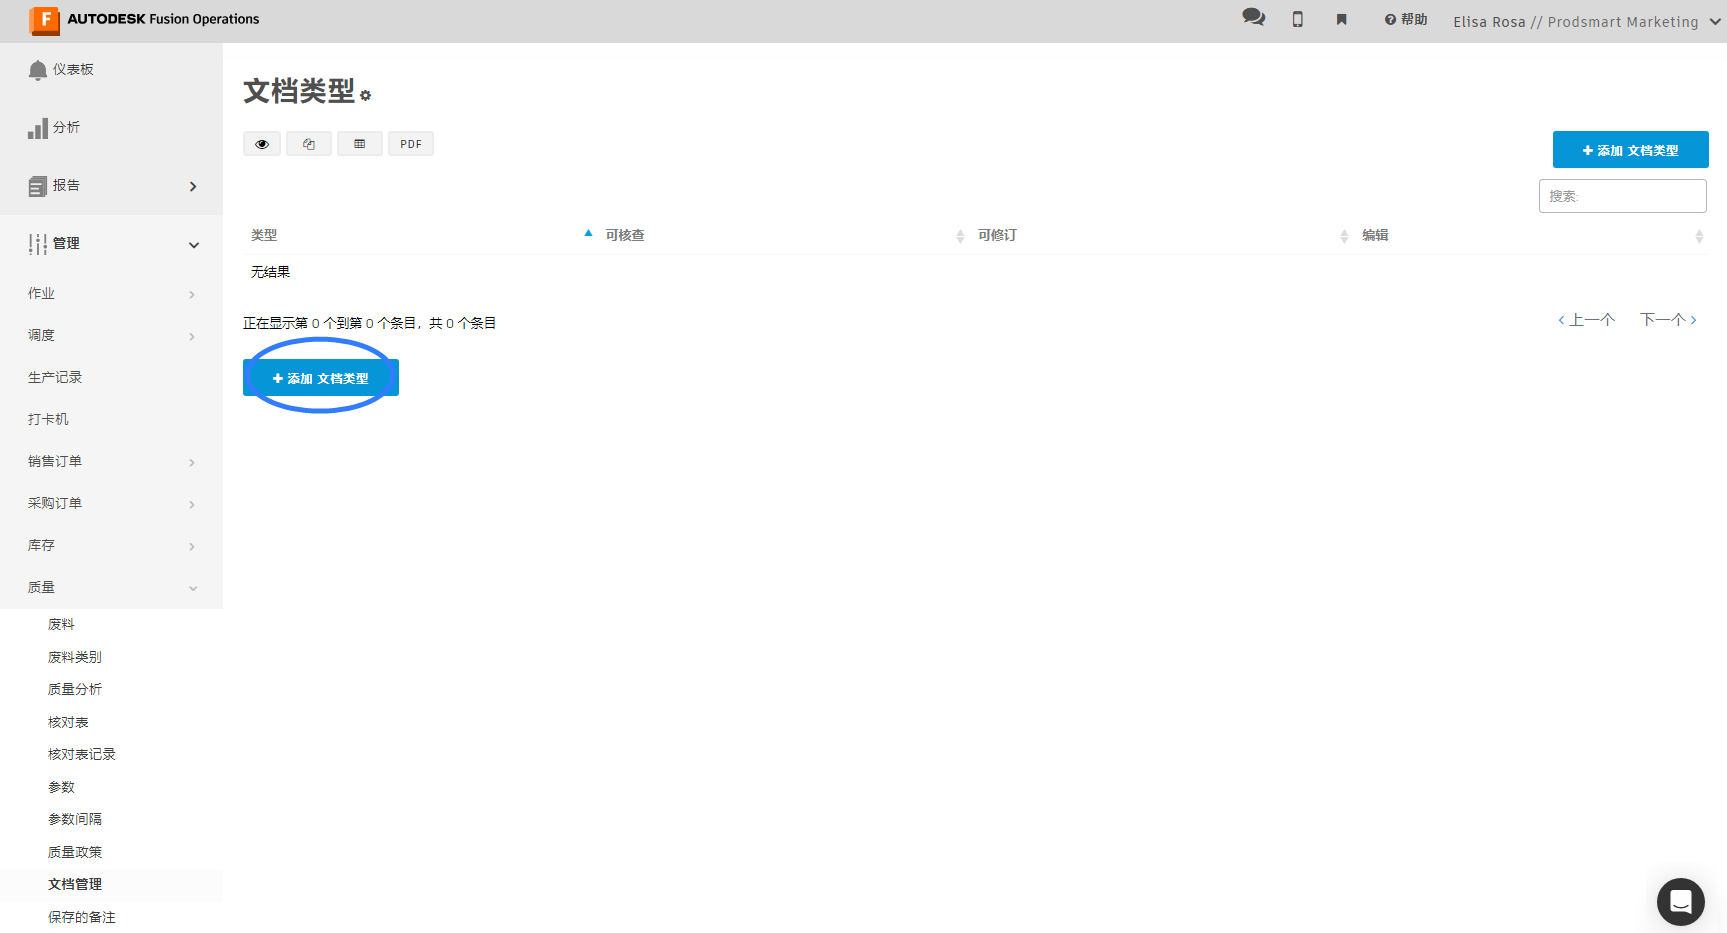 F AUTODESK Fusion Operations
帮助
Elisa Rosa // Prodsmart Marketing
仪表板
分析
报告
管理
作业
调度
生产记录
打卡机
销售订单
采购订单
库存
质量
废料
废料类别
质量分析
核对表
核对表记录
参数
参数间隔
质量政策
文档管理
保存的备注
文档类型
PDF
添加 文档类型
搜索:
类型 可核查 可修订 编辑
无结果
正在显示第 0 个到第 0 个条目，共 0 个条目
上一个 下一个
添加 文档类型